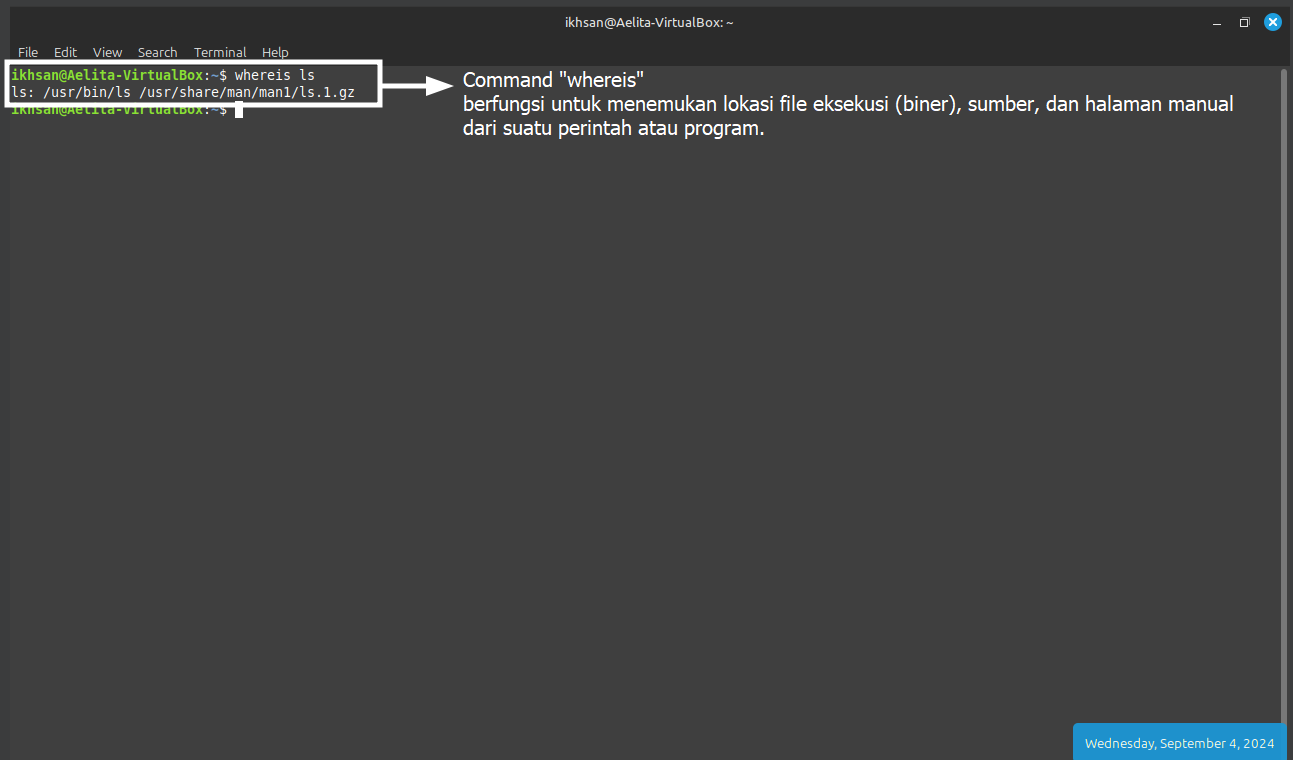 ikhsan@Aelita-VirtualBox: ~
File Edit View Search Terminal Help
ikhsan@Aelita-VirtualBox:~$ whereis ls
ls: /usr/bin/ls /usr/share/man/man1/ls.1.gz
ikhsan@Aelita-VirtualBox:~$
Command "whereis"
berfungsi untuk menemukan lokasi file eksekusi (biner), sumber, dan halaman manual
dari suatu perintah atau program.
Wednesday, September 4, 2024